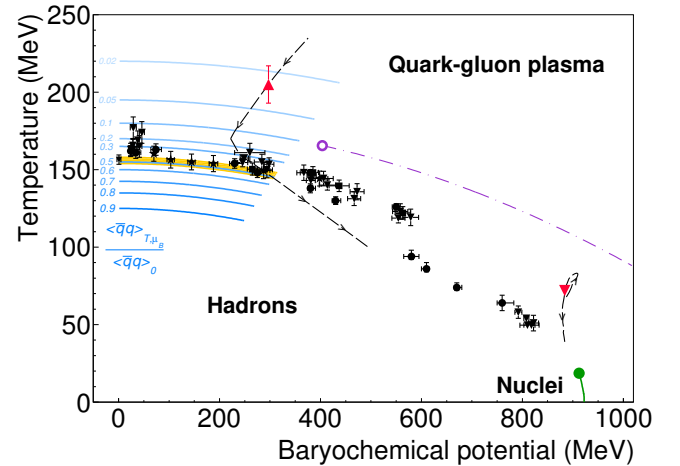 Temperature (MeV)
250
200
150
100
50
0
0.02
0.05
0.1
0.2
0.3
0.5
0.6
0.7
0.8
0.9
<q̅q>T,μB
<q̅q>0
Quark-gluon plasma
Hadrons
Nuclei
0 200 400 600 800 1000
Baryochemical potential (MeV)